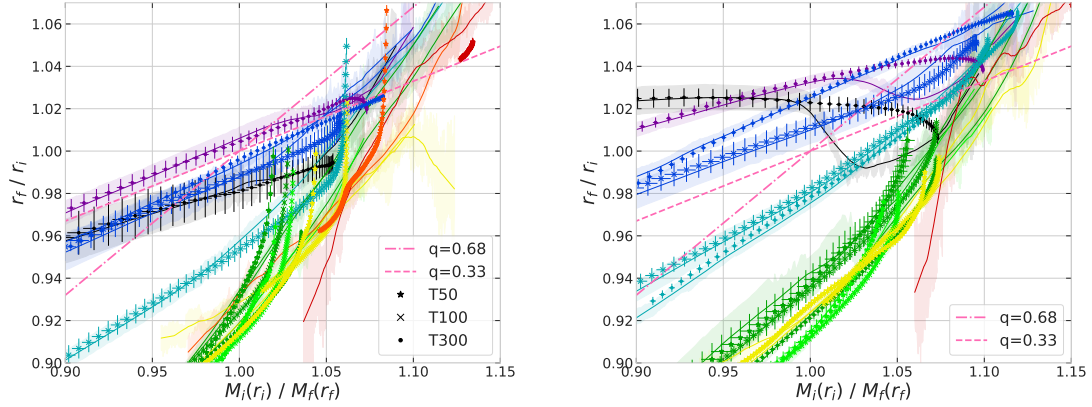 1.06
1.04
1.02
1.00
0.98
0.96
0.94
0.92
0.90
r_f / r_i
q=0.68
q=0.33
T50
T100
T300
0.90 0.95 1.00 1.05 1.10 1.15
M_i(r_i) / M_f(r_f)
1.06
1.04
1.02
1.00
0.98
0.96
0.94
0.92
0.90
r_f / r_i
q=0.68
q=0.33
0.90 0.95 1.00 1.05 1.10 1.15
M_i(r_i) / M_f(r_f)